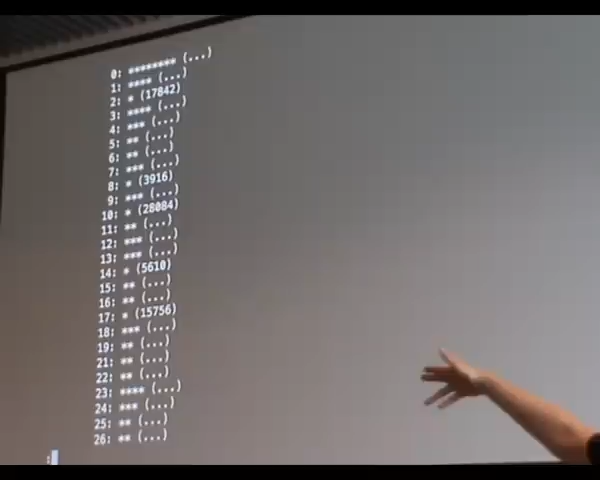 0: ******** (...)
1: **** (...)
2: * (17842)
3: **** (...)
4: *** (...)
5: ** (...)
6: ** (...)
7: *** (...)
8: * (3916)
9: *** (...)
10: * (28084)
11: ** (...)
12: *** (...)
13: *** (...)
14: * (5610)
15: ** (...)
16: ** (...)
17: * (15756)
18: *** (...)
19: ** (...)
21: ** (...)
22: ** (...)
23: **** (...)
24: *** (...)
25: ** (...)
26: ** (...)
: